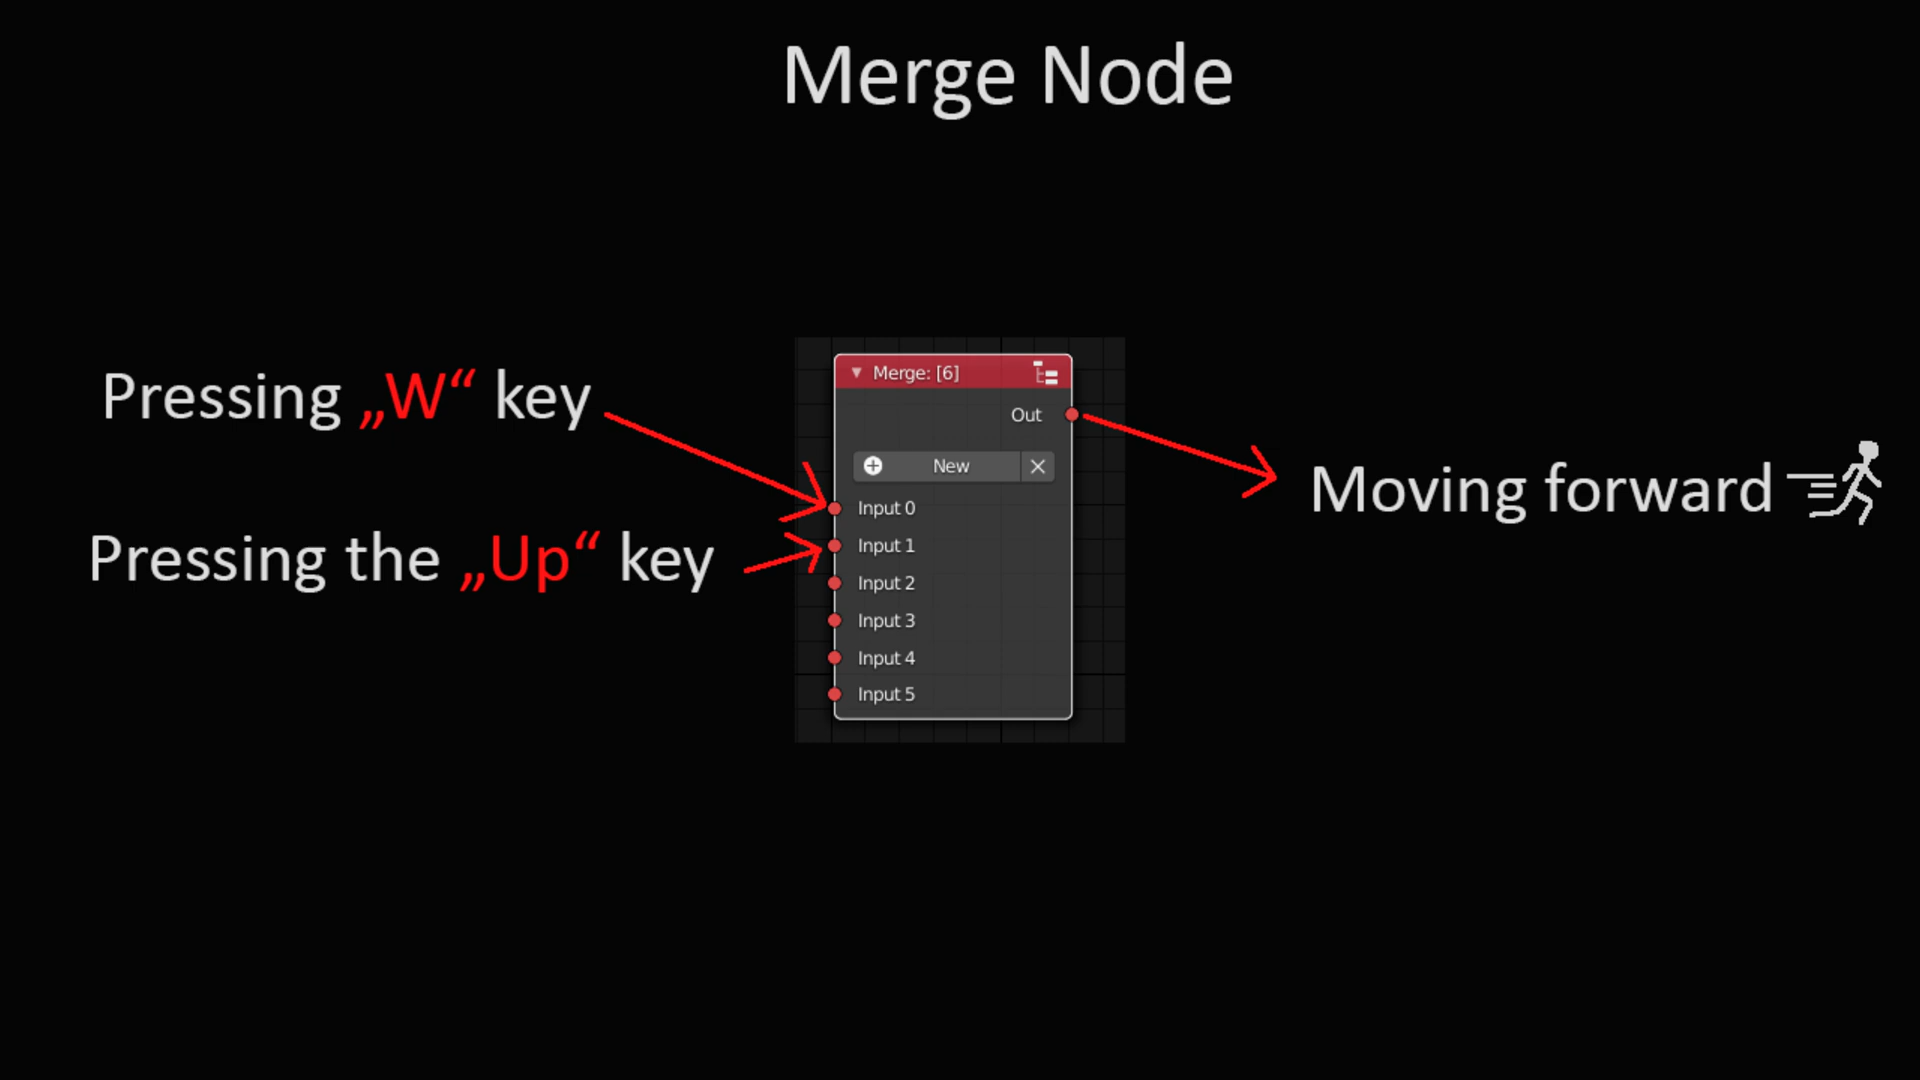 Merge Node
Pressing „W“ key
Pressing the „Up“ key
Merge: [6]
Out
New
Input 0
Input 1
Input 2
Input 3
Input 4
Input 5
Moving forward